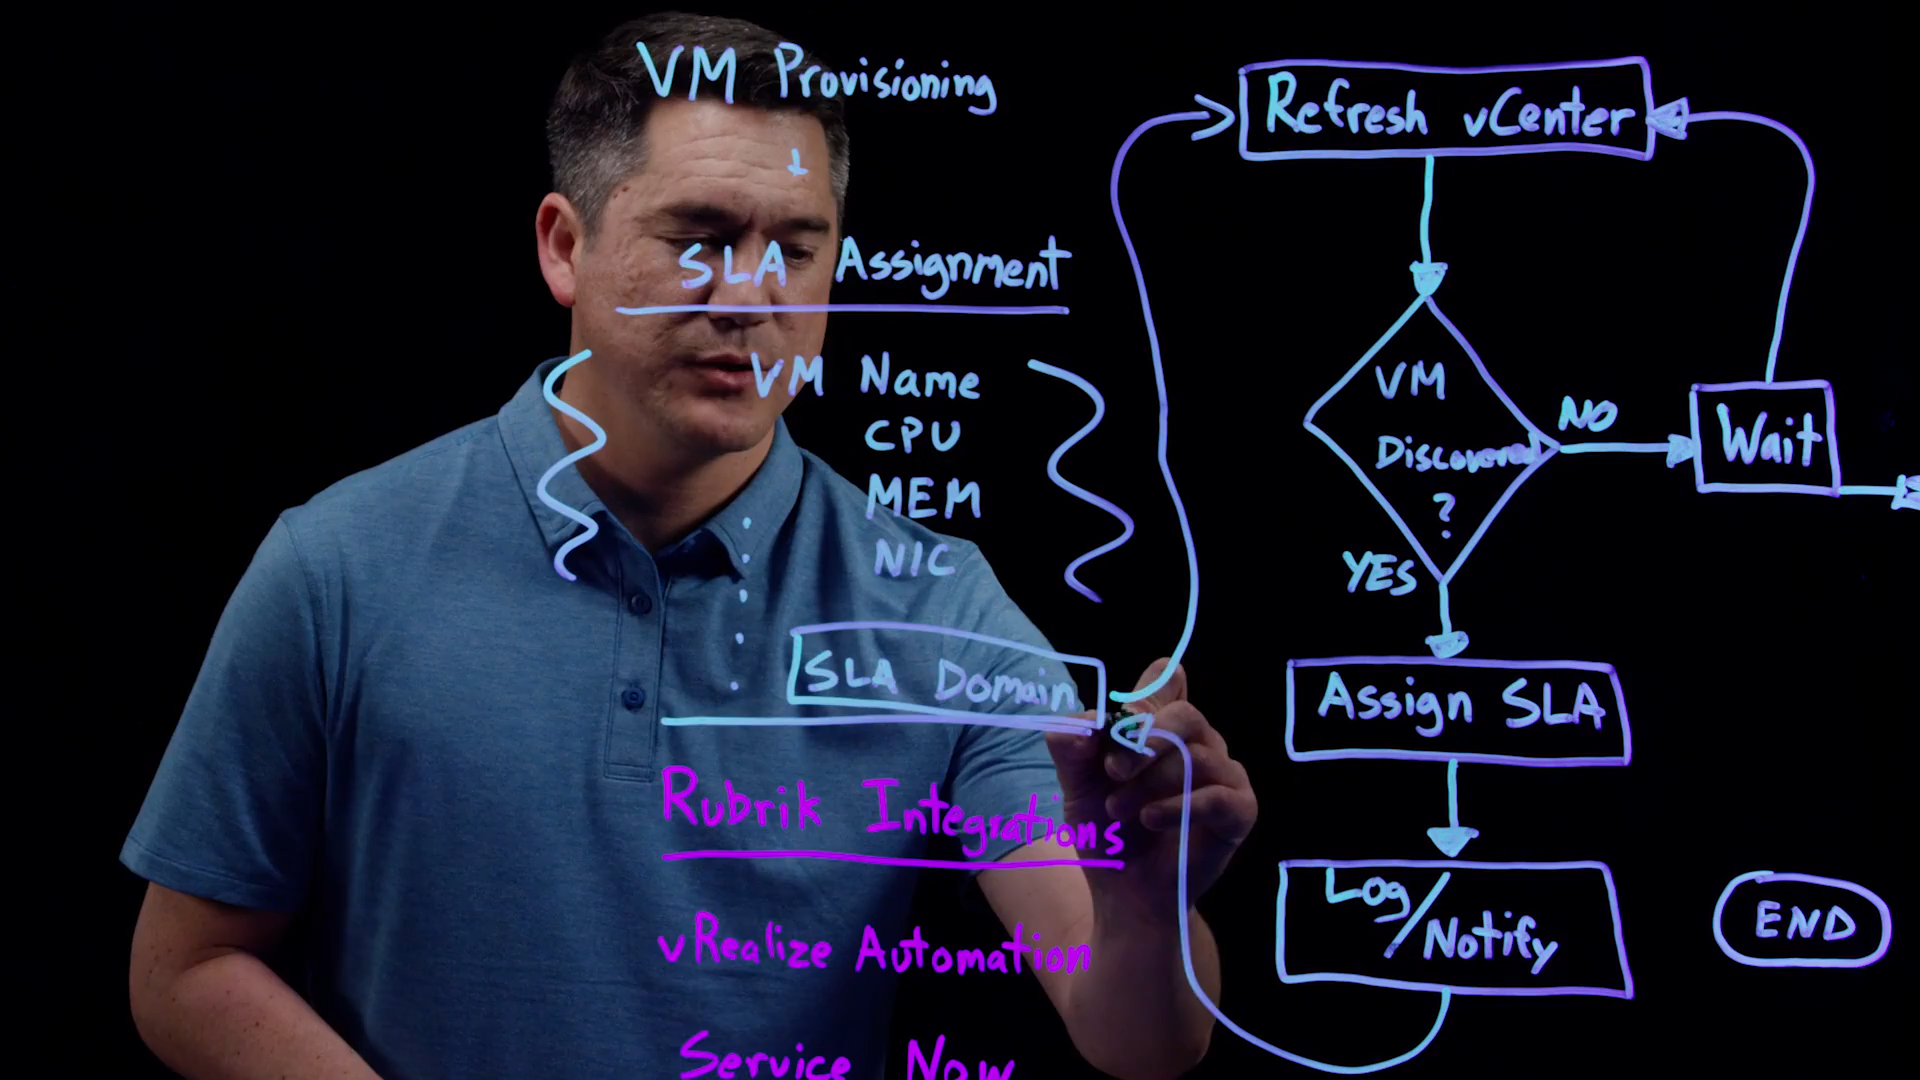 VM Provisioning
+
SLA Assignment
VM Name
CPU
MEM
NIC
SLA Domain
Rubrik Integrations
vRealize Automation
Service Now
Refresh vCenter
VM
Discovered
?
NO
Wait
YES
Assign SLA
Log/Notify
END